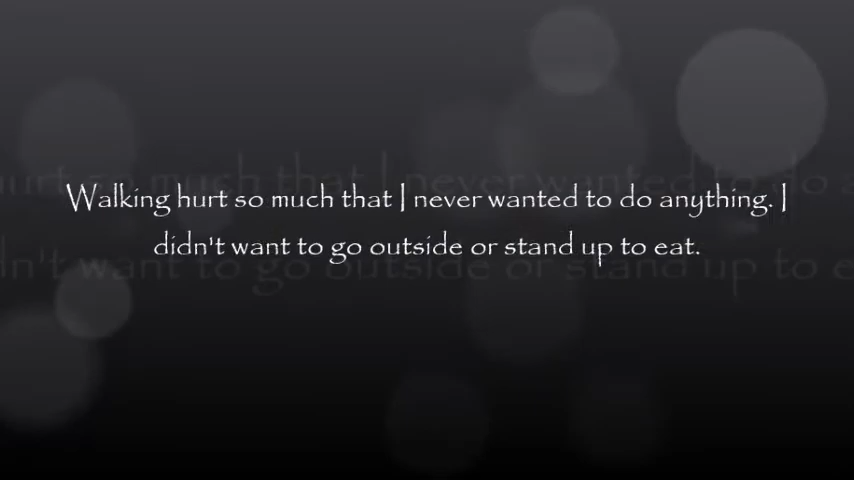 Walking hurt so much that I never wanted to do anything. I
didn't want to go outside or stand up to eat.